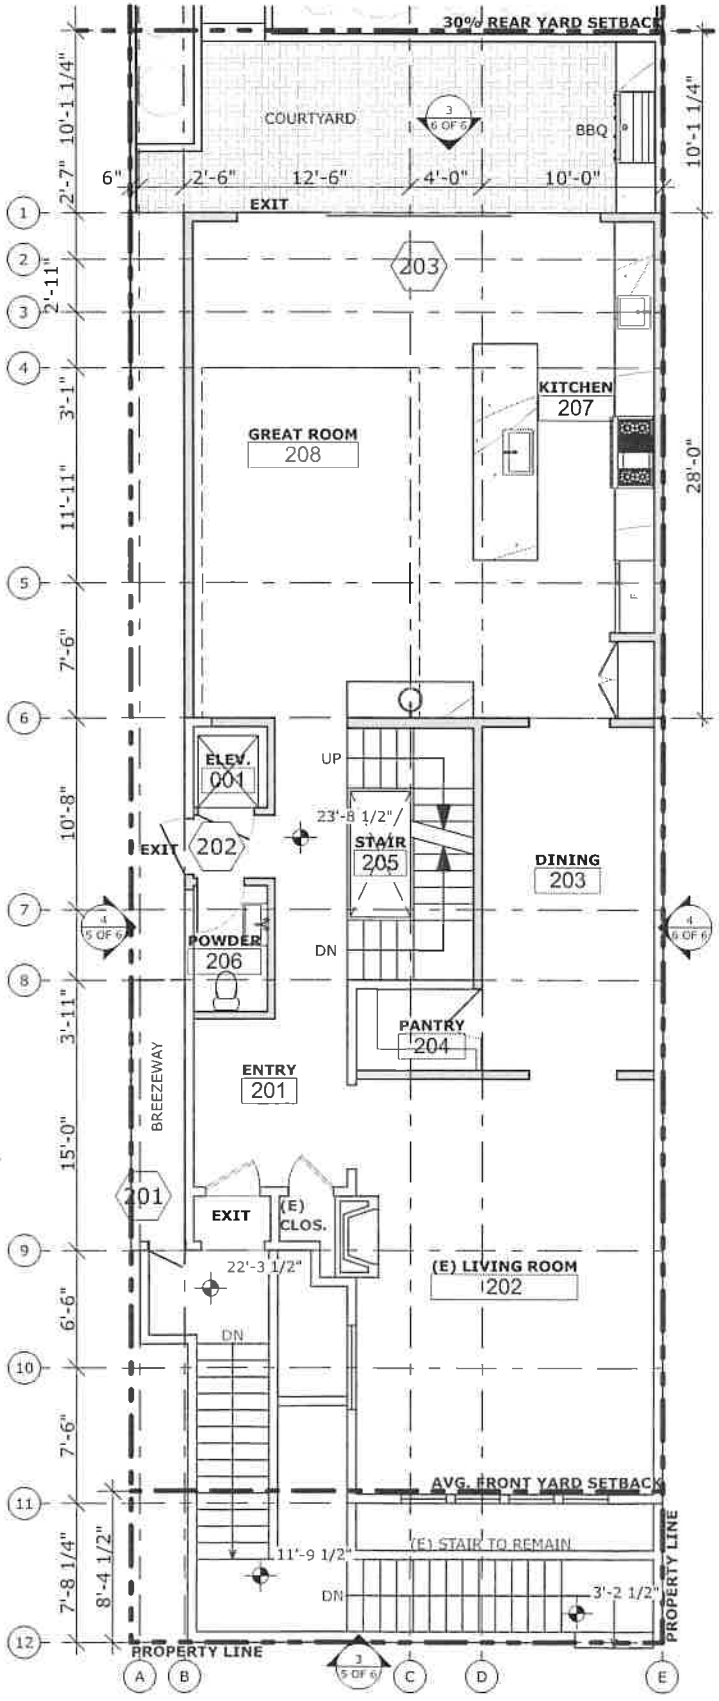 30% REAR YARD SETBACK
10'-1 1/4"
COURTYARD
3
6 OF 6
BBQ
10'-1 1/4"
2'-7"
6"
2'-6"
12'-6"
4'-0"
10'-0"
EXIT
1
2
203
2'-11"
3
4
3'-1"
KITCHEN
207
GREAT ROOM
208
11'-11"
28'-0"
5
F
7'-6"
6
UP
ELEV.
001
10'-8"
23'-8 1/2"
EXIT
202
STAIR
205
DINING
203
7
4
5 OF 6
4
6 OF 6
POWDER
206
DN
8
3'-11"
PANTRY
204
ENTRY
201
BREEZEWAY
15'-0"
201
EXIT
(E)
CLOS.
9
22'-3 1/2"
(E) LIVING ROOM
202
6'-6"
DN
10
7'-6"
AVG. FRONT YARD SETBACK
11
7'-8 1/4"
8'-4 1/2"
(E) STAIR TO REMAIN
11'-9 1/2"
DN
3'-2 1/2"
PROPERTY LINE
12
PROPERTY LINE
3
5 OF 6
A
B
C
D
E